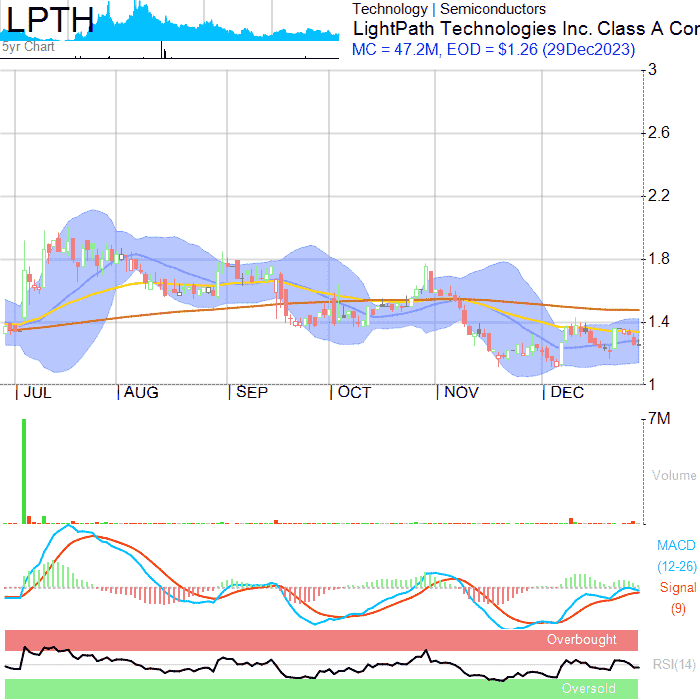 LPTH
5yr Chart
Technology | Semiconductors
LightPath Technologies Inc. Class A Cor
MC = 47.2M, EOD = $1.26 (29Dec2023)
3
2.6
2.2
1.8
1.4
1
JUL AUG SEP OCT NOV DEC
7M
Volume
MACD
(12-26)
Signal
(9)
Overbought
RSI(14)
Oversold